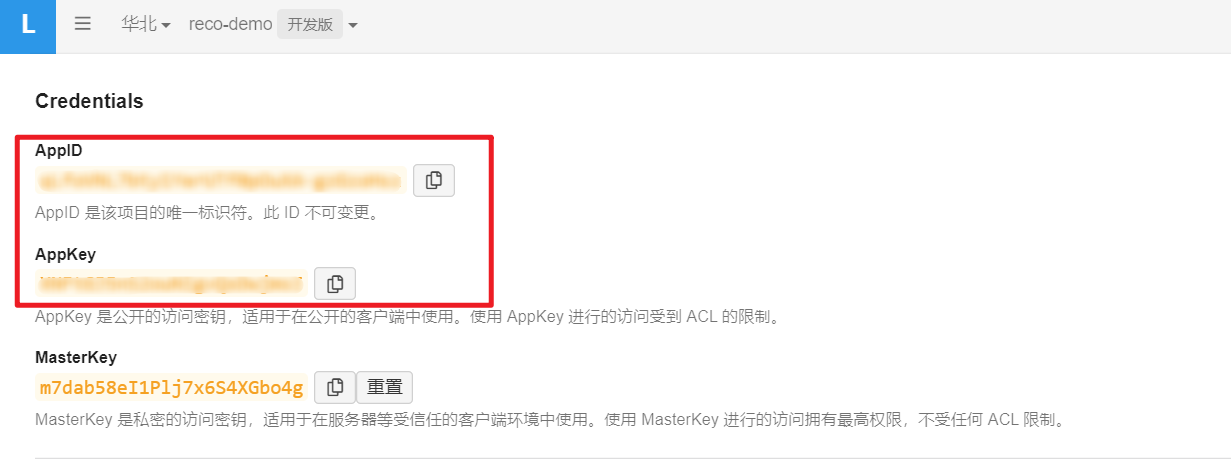 L ☰ 华北 reco-demo 开发版
Credentials
AppID
AppID 是该项目的唯一标识符。此 ID 不可变更。
AppKey
AppKey 是公开的访问密钥，适用于在公开的客户端中使用。使用 AppKey 进行的访问受到 ACL 的限制。
MasterKey
m7dab58eI1Plj7x6S4XGbo4g 重置
MasterKey 是私密的访问密钥，适用于在服务器等受信任的客户端环境中使用。使用 MasterKey 进行的访问拥有最高权限，不受任何 ACL 限制。